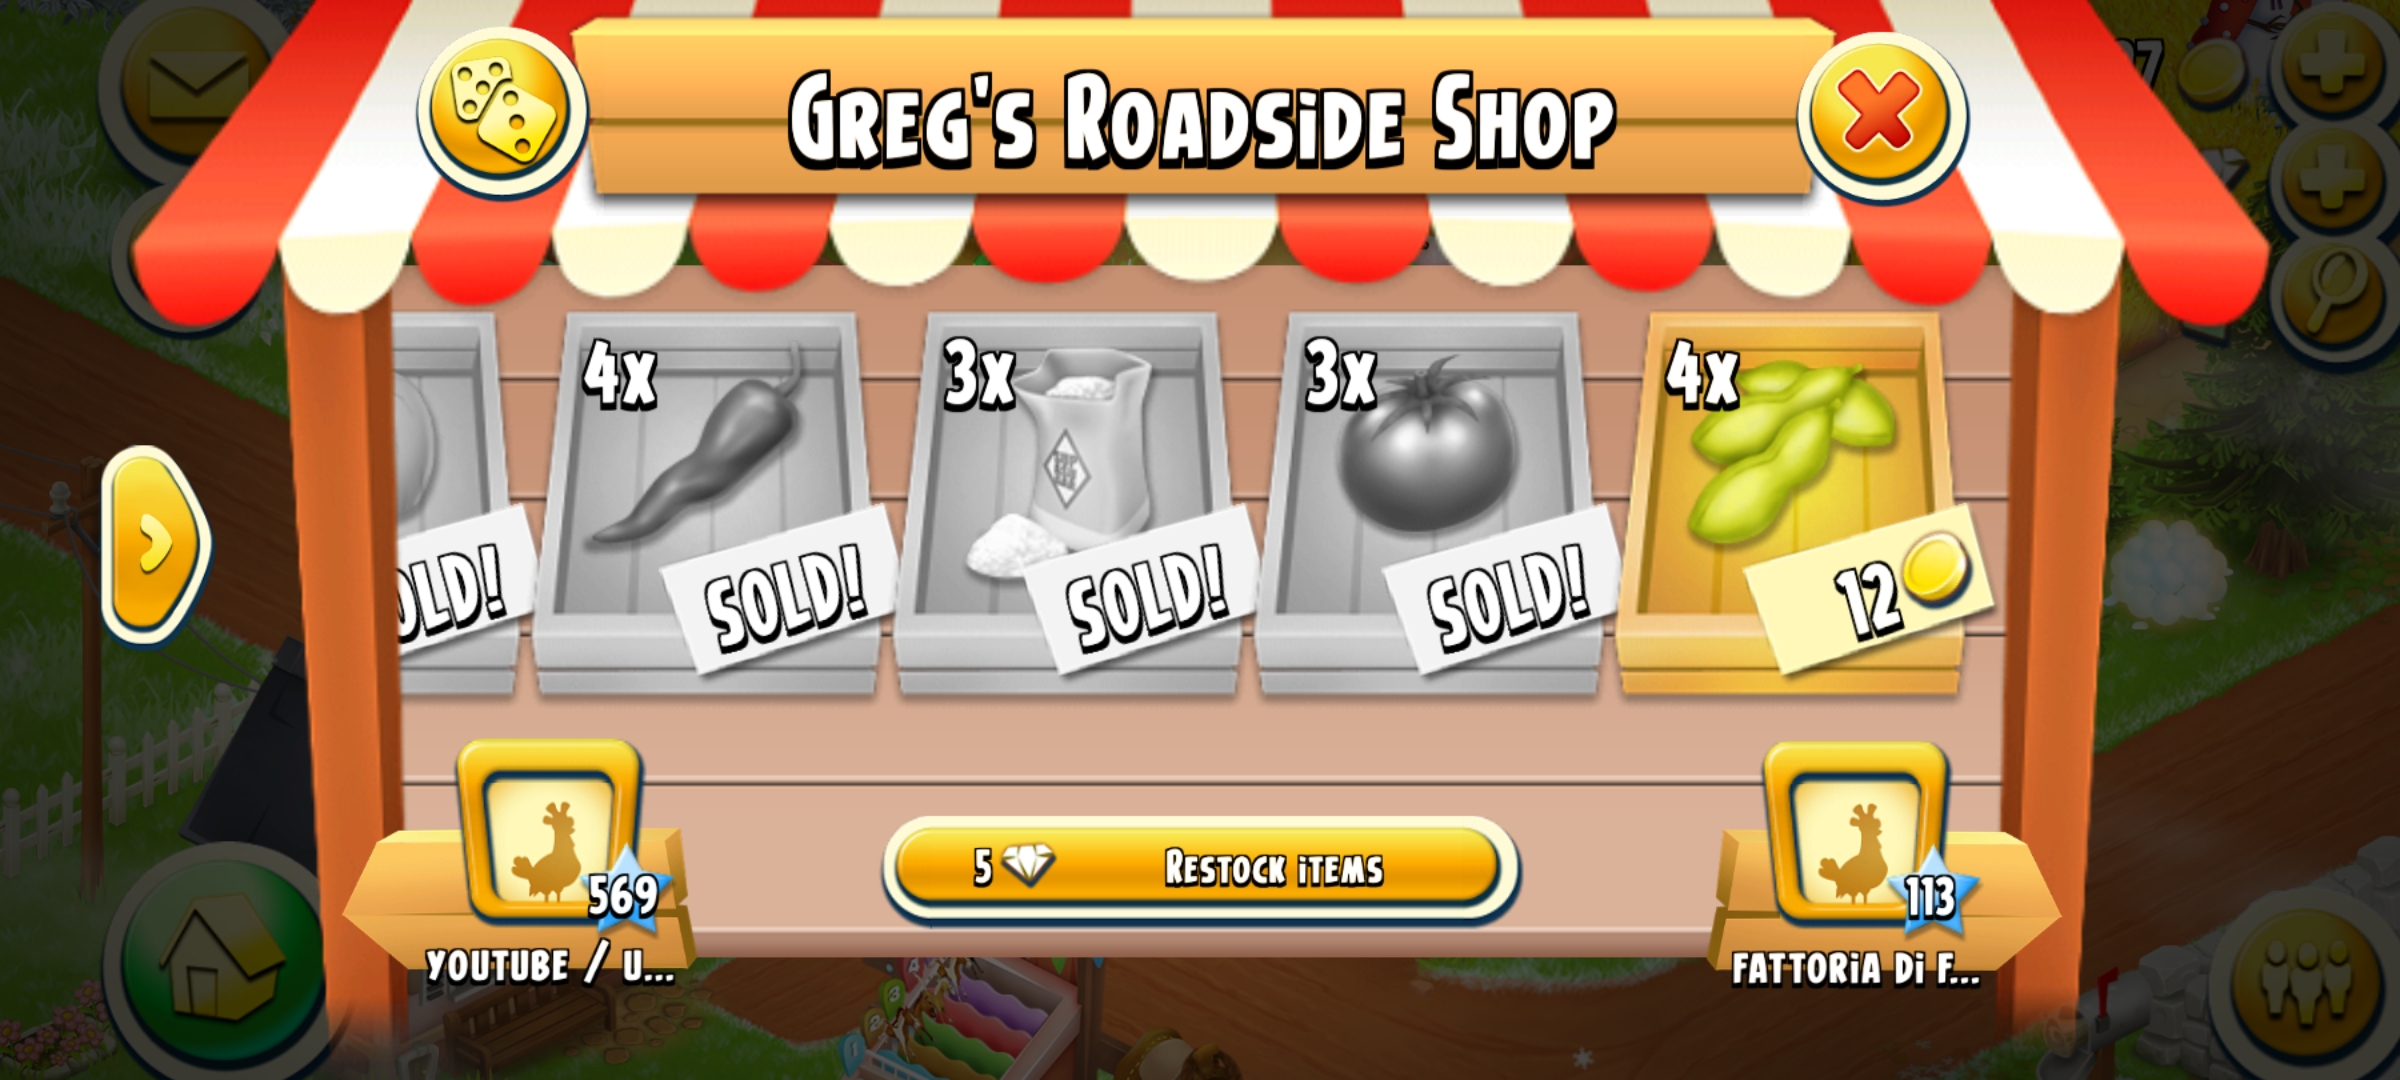 GREG'S ROADSIDE SHOP
4x
3x
3x
4x
OLD!
SOLD!
SOLD!
SOLD!
12
5
RESTOCK ITEMS
569
113
YOUTUBE / U...
FATTORIA DI F...